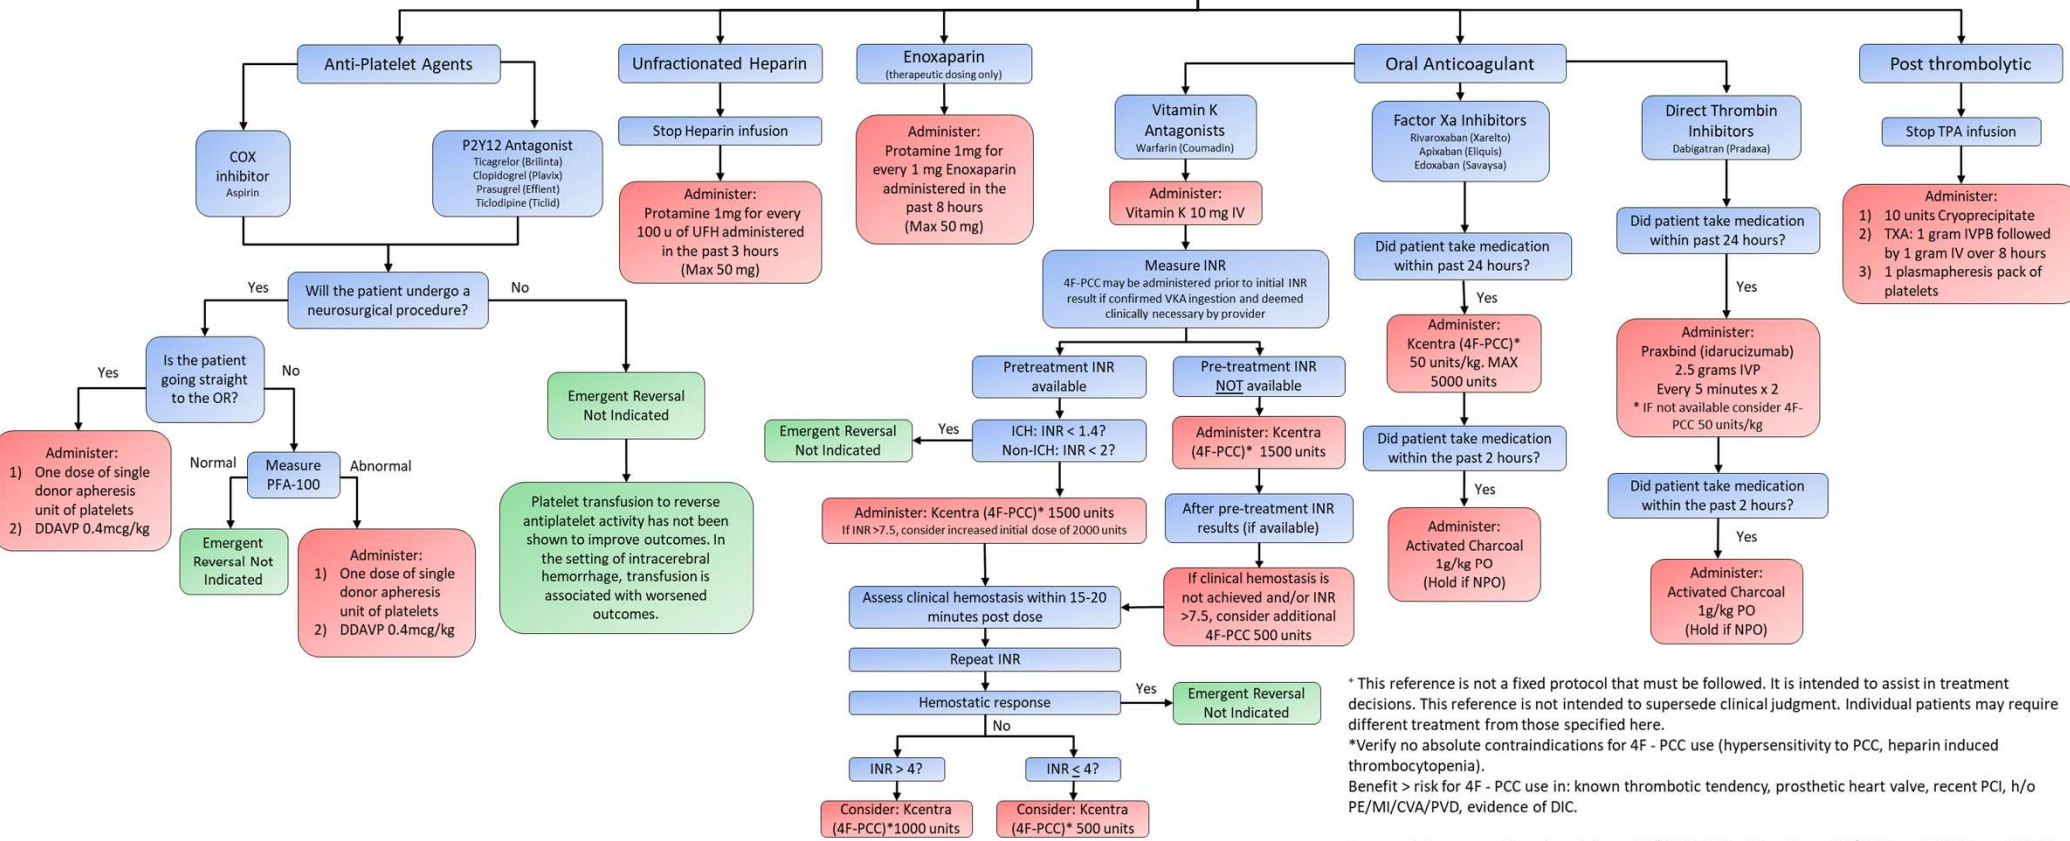 Anti-Platelet Agents
COX
inhibitor
Aspirin
P2Y12 Antagonist
Ticagrelor (Brilinta)
Clopidogrel (Plavix)
Prasugrel (Effient)
Ticlodipine (Ticlid)
Will the patient undergo a
neurosurgical procedure?
Yes
No
Is the patient
going straight
to the OR?
Yes
No
Administer:
1) One dose of single
donor apheresis
unit of platelets
2) DDAVP 0.4mcg/kg
Measure
PFA-100
Normal
Abnormal
Emergent
Reversal Not
Indicated
Administer:
1) One dose of single
donor apheresis
unit of platelets
2) DDAVP 0.4mcg/kg
Emergent Reversal
Not Indicated
Platelet transfusion to reverse
antiplatelet activity has not been
shown to improve outcomes. In
the setting of intracerebral
hemorrhage, transfusion is
associated with worsened
outcomes.
Unfractionated Heparin
Stop Heparin infusion
Administer:
Protamine 1mg for every
100 u of UFH administered
in the past 3 hours
(Max 50 mg)
Enoxaparin
(therapeutic dosing only)
Administer:
Protamine 1mg for
every 1 mg Enoxaparin
administered in the
past 8 hours
(Max 50 mg)
Oral Anticoagulant
Vitamin K
Antagonists
Warfarin (Coumadin)
Administer:
Vitamin K 10 mg IV
Measure INR
4F-PCC may be administered prior to initial INR
result if confirmed VKA ingestion and deemed
clinically necessary by provider
Pretreatment INR
available
ICH: INR < 1.4?
Non-ICH: INR < 2?
Yes
Emergent Reversal
Not Indicated
Administer: Kcentra (4F-PCC)* 1500 units
If INR >7.5, consider increased initial dose of 2000 units
Pre-treatment INR
NOT available
Administer: Kcentra
(4F-PCC)* 1500 units
After pre-treatment INR
results (if available)
If clinical hemostasis is
not achieved and/or INR
>7.5, consider additional
4F-PCC 500 units
Assess clinical hemostasis within 15-20
minutes post dose
Repeat INR
Hemostatic response
Yes
Emergent Reversal
Not Indicated
No
INR > 4?
Consider: Kcentra
(4F-PCC)*1000 units
INR ≤ 4?
Consider: Kcentra
(4F-PCC)* 500 units
Factor Xa Inhibitors
Rivaroxaban (Xarelto)
Apixaban (Eliquis)
Edoxaban (Savaysa)
Did patient take medication
within past 24 hours?
Yes
Administer:
Kcentra (4F-PCC)*
50 units/kg. MAX
5000 units
Did patient take medication
within the past 2 hours?
Yes
Administer:
Activated Charcoal
1g/kg PO
(Hold if NPO)
Direct Thrombin
Inhibitors
Dabigatran (Pradaxa)
Did patient take medication
within past 24 hours?
Yes
Administer:
Praxbind (idarucizumab)
2.5 grams IVP
Every 5 minutes x 2
* IF not available consider 4F-
PCC 50 units/kg
Did patient take medication
within the past 2 hours?
Yes
Administer:
Activated Charcoal
1g/kg PO
(Hold if NPO)
Post thrombolytic
Stop TPA infusion
Administer:
1) 10 units Cryoprecipitate
2) TXA: 1 gram IVPB followed
by 1 gram IV over 8 hours
3) 1 plasmapheresis pack of
platelets
+ This reference is not a fixed protocol that must be followed. It is intended to assist in treatment
decisions. This reference is not intended to supersede clinical judgment. Individual patients may require
different treatment from those specified here.
*Verify no absolute contraindications for 4F - PCC use (hypersensitivity to PCC, heparin induced
thrombocytopenia).
Benefit > risk for 4F - PCC use in: known thrombotic tendency, prosthetic heart valve, recent PCI, h/o
PE/MI/CVA/PVD, evidence of DIC.